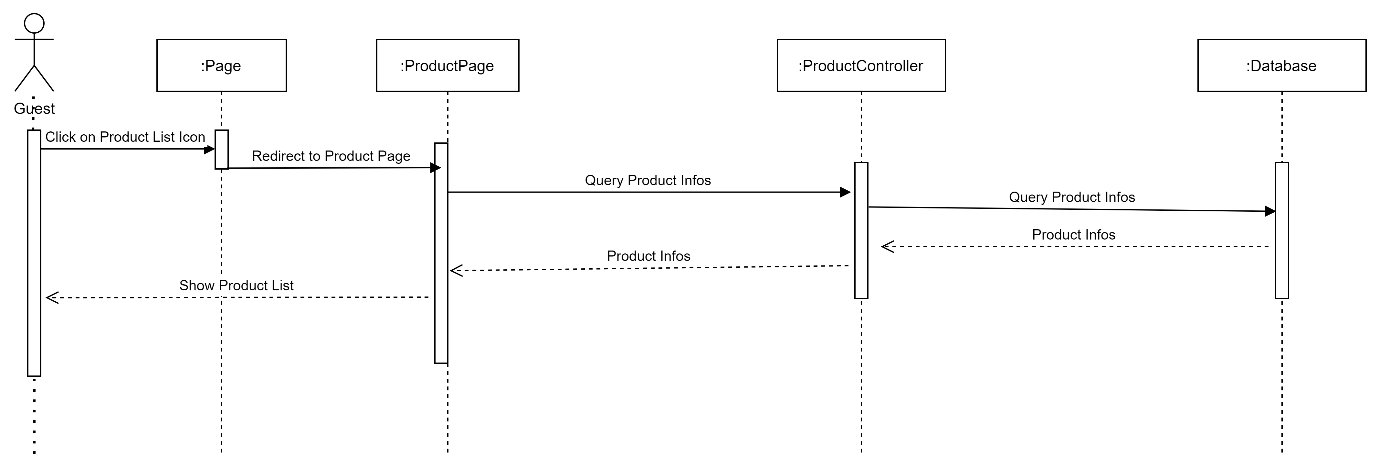 :Page
:ProductPage
:ProductController
:Database
Guest
Click on Product List Icon
Redirect to Product Page
Query Product Infos
Query Product Infos
Product Infos
Product Infos
Show Product List